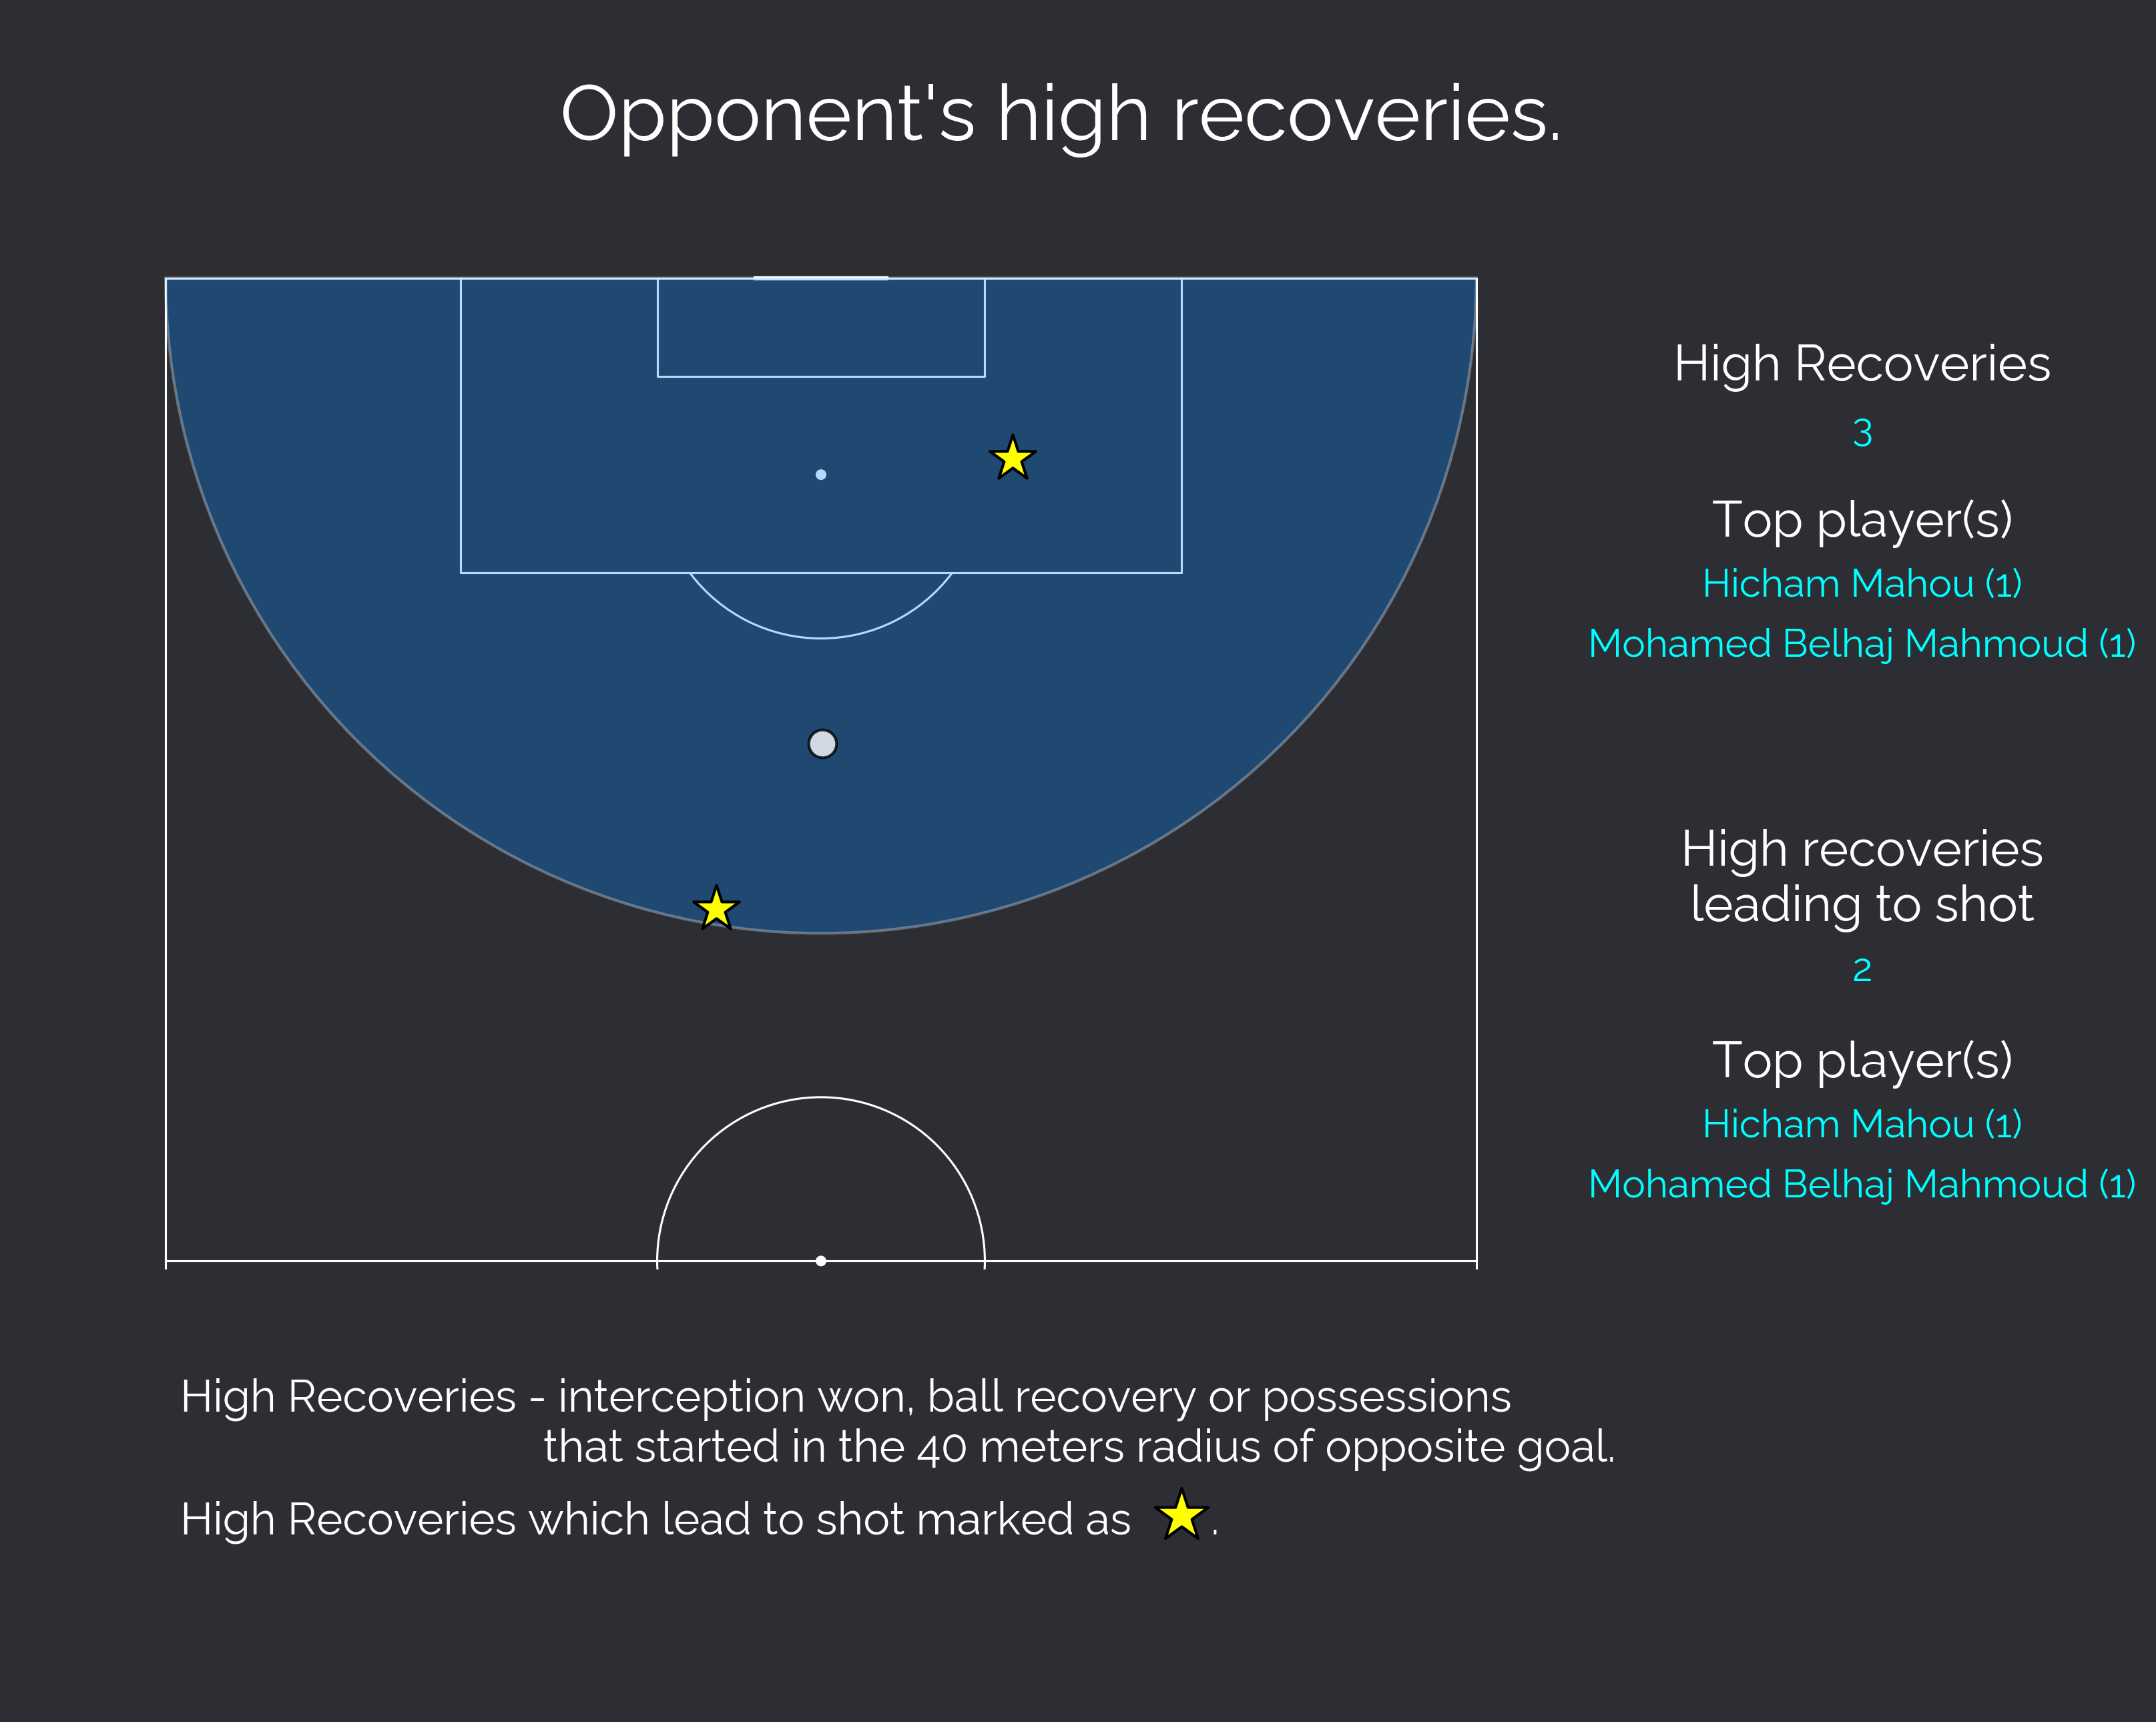 Opponent's high recoveries.
High Recoveries
3
Top player(s)
Hicham Mahou (1)
Mohamed Belhaj Mahmoud (1)
High recoveries
leading to shot
2
Top player(s)
Hicham Mahou (1)
Mohamed Belhaj Mahmoud (1)
High Recoveries - interception won, ball recovery or possessions
that started in the 40 meters radius of opposite goal.
High Recoveries which lead to shot marked as .